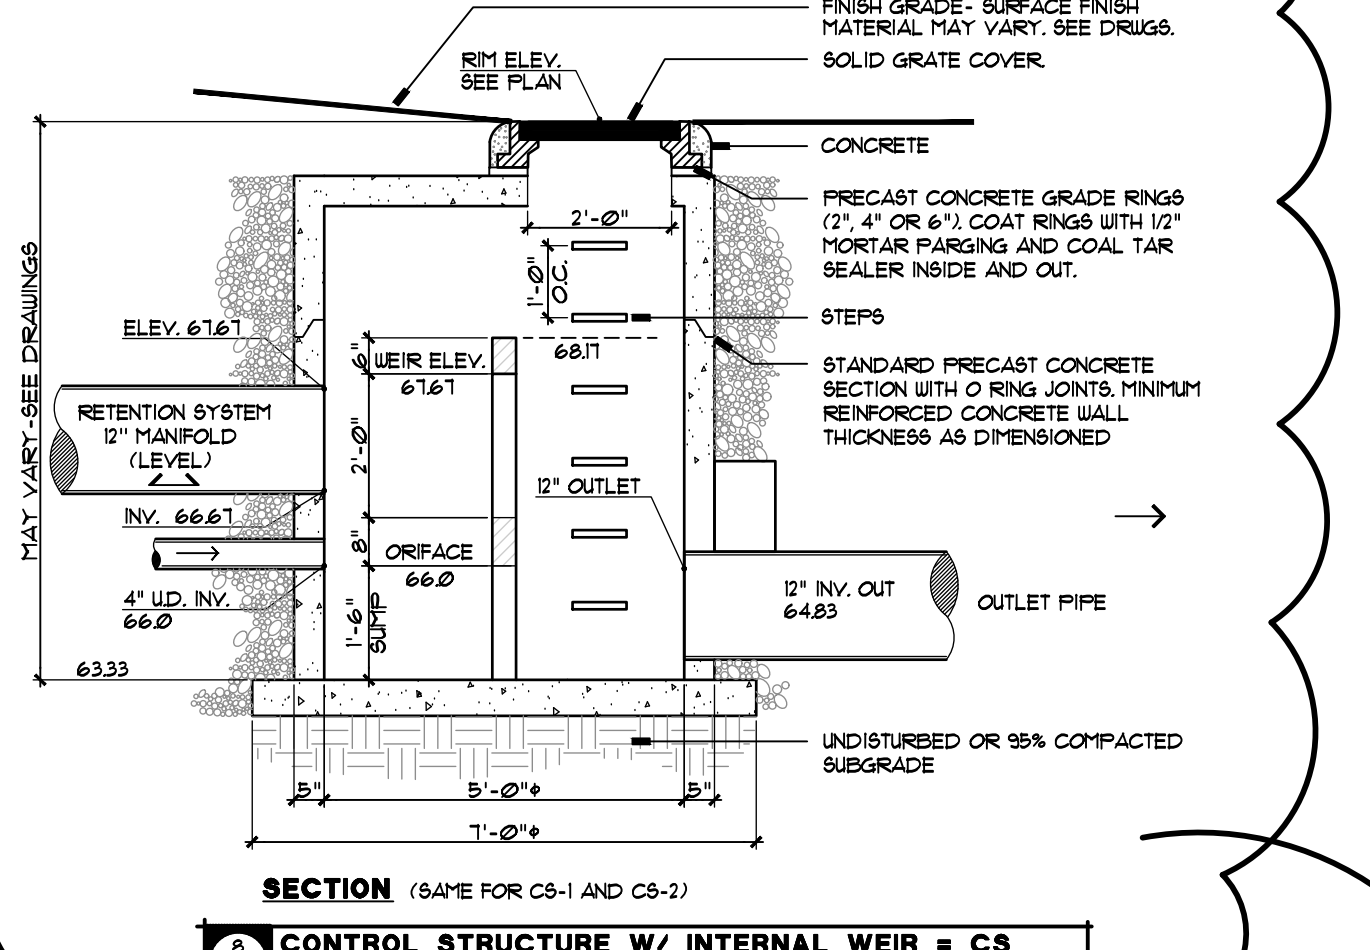 FINISH GRADE- SURFACE FINISH
MATERIAL MAY VARY. SEE DRWGS.
RIM ELEV.
SEE PLAN
SOLID GRATE COVER.
CONCRETE
PRECAST CONCRETE GRADE RINGS
(2", 4" OR 6"). COAT RINGS WITH 1/2"
MORTAR PARGING AND COAL TAR
SEALER INSIDE AND OUT.
2'-0"
1'-0"
O.C.
STEPS
MAY VARY-SEE DRAWINGS
ELEV. 67.67
6"
WEIR ELEV.
67.67
68.17
STANDARD PRECAST CONCRETE
SECTION WITH O RING JOINTS. MINIMUM
REINFORCED CONCRETE WALL
THICKNESS AS DIMENSIONED
RETENTION SYSTEM
12" MANIFOLD
(LEVEL)
2'-0"
12" OUTLET
INV. 66.67
8"
ORIFACE
66.0
4" U.D. INV.
66.0
1'-6"
SUMP
12" INV. OUT
64.83
OUTLET PIPE
63.33
UNDISTURBED OR 95% COMPACTED
SUBGRADE
5"
5'-0"φ
5"
7'-0"φ
SECTION (SAME FOR CS-1 AND CS-2)
8
CONTROL STRUCTURE W/ INTERNAL WEIR = CS